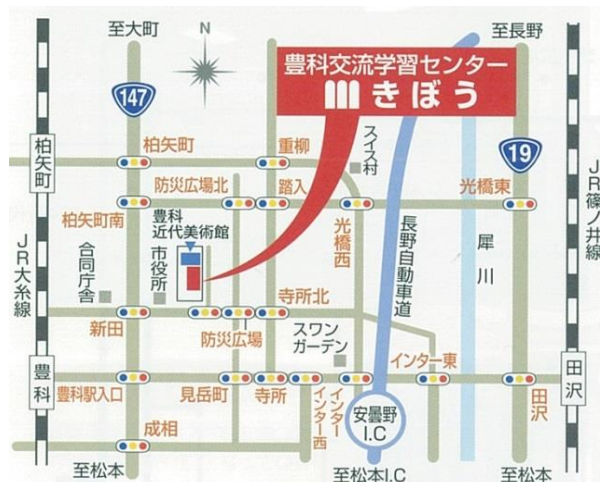 至大町
N
至長野
豊科交流学習センター
きぼう
147
19
柏矢町
柏矢町
重柳
スイス村
JR篠ノ井線
防災広場北
踏入
光橋東
柏矢町南
豊科
近代美術館
光橋西
長野自動車道
犀川
JR大糸線
合同庁舎
市役所
寺所北
新田
防災広場
スワン
ガーデン
インター東
豊科
豊科駅入口
見岳町
寺所
インター西
インター
田沢
田沢
安曇野
I.C
成相
至松本
至松本I.C
至松本